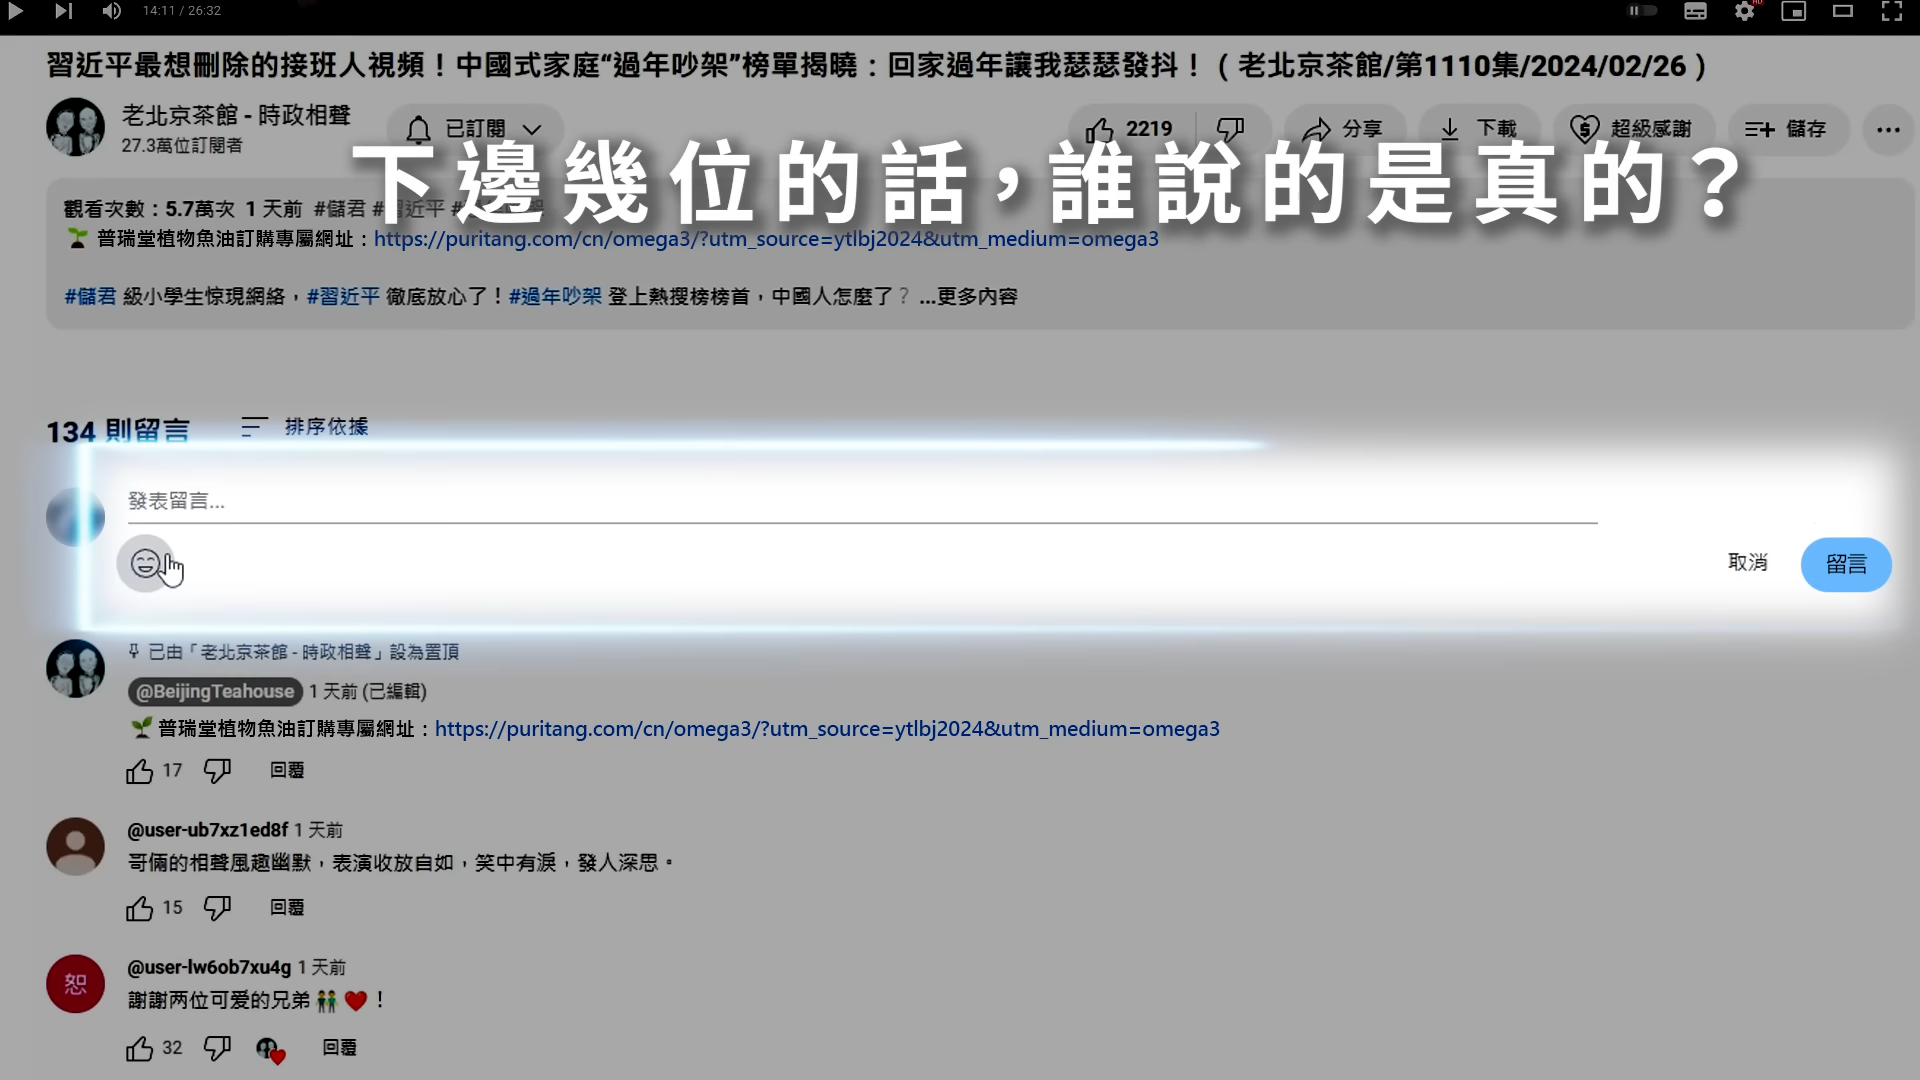 14:11 / 26:32
習近平最想刪除的接班人視頻！中國式家庭“過年吵架”榜單揭曉：回家過年讓我瑟瑟發抖！（老北京茶館/第1110集/2024/02/26）
老北京茶館 - 時政相聲
27.3萬位訂閱者
已訂閱
2219
分享
下載
超級感謝
儲存
下邊幾位的話，誰說的是真的？
觀看次數：5.7萬次 1 天前 #儲君 #習近平
普瑞堂植物魚油訂購專屬網址：https://puritang.com/cn/omega3/?utm_source=ytlbj2024&utm_medium=omega3
#儲君 級小學生惊現網絡，#習近平 徹底放心了！#過年吵架 登上熱搜榜榜首，中國人怎麼了？ ...更多內容
134 則留言
排序依據
發表留言...
取消
留言
已由「老北京茶館 - 時政相聲」設為置頂
@BeijingTeahouse 1 天前 (已編輯)
普瑞堂植物魚油訂購專屬網址：https://puritang.com/cn/omega3/?utm_source=ytlbj2024&utm_medium=omega3
17 回覆
@user-ub7xz1ed8f 1 天前
哥倆的相聲風趣幽默，表演收放自如，笑中有淚，發人深思。
15 回覆
恕
@user-lw6ob7xu4g 1 天前
謝謝两位可爱的兄弟👬❤️！
32 回覆